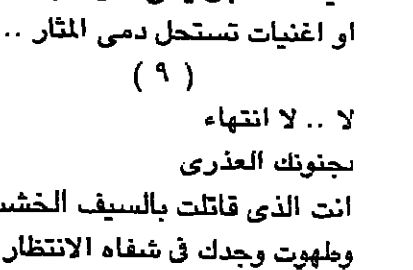 او اغنيات تستحل دمى المثار ..
( ٩ )
لا .. لا انتهاء
بجنونك العذرى
انت الذى قاتلت بالسيف الخشب
وطهوت وجدك فى شفاه الانتظار